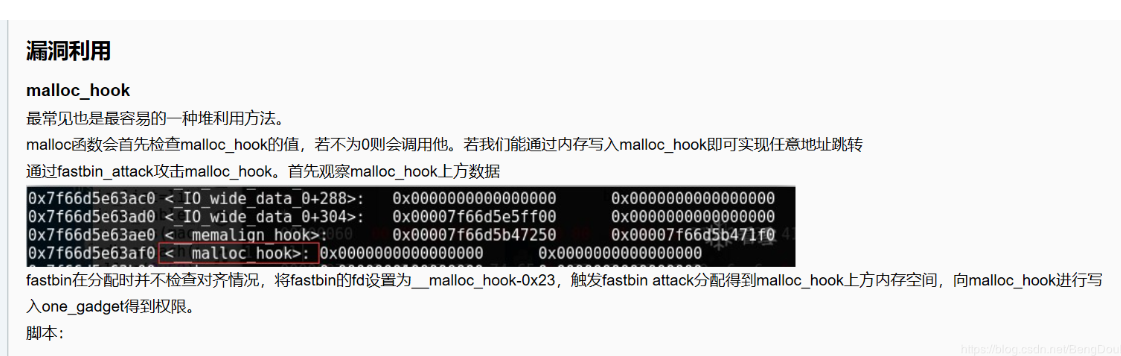 漏洞利用
malloc_hook
最常见也是最容易的一种堆利用方法。
malloc函数会首先检查malloc_hook的值，若不为0则会调用他。若我们能通过内存写入malloc_hook即可实现任意地址跳转
通过fastbin_attack攻击malloc_hook。首先观察malloc_hook上方数据
0x7f66d5e63ac0 <_IO_wide_data_0+288>: 0x0000000000000000 0x0000000000000000
0x7f66d5e63ad0 <_IO_wide_data_0+304>: 0x00007f66d5e5ff00 0x0000000000000000
0x7f66d5e63ae0 <__memalign_hook>: 0x00007f66d5b47250 0x00007f66d5b471f0
0x7f66d5e63af0 <__malloc_hook>: 0x0000000000000000 0x0000000000000000
fastbin在分配时并不检查对齐情况，将fastbin的fd设置为__malloc_hook-0x23，触发fastbin attack分配得到malloc_hook上方内存空间，向malloc_hook进行写
入one_gadget得到权限。
脚本：